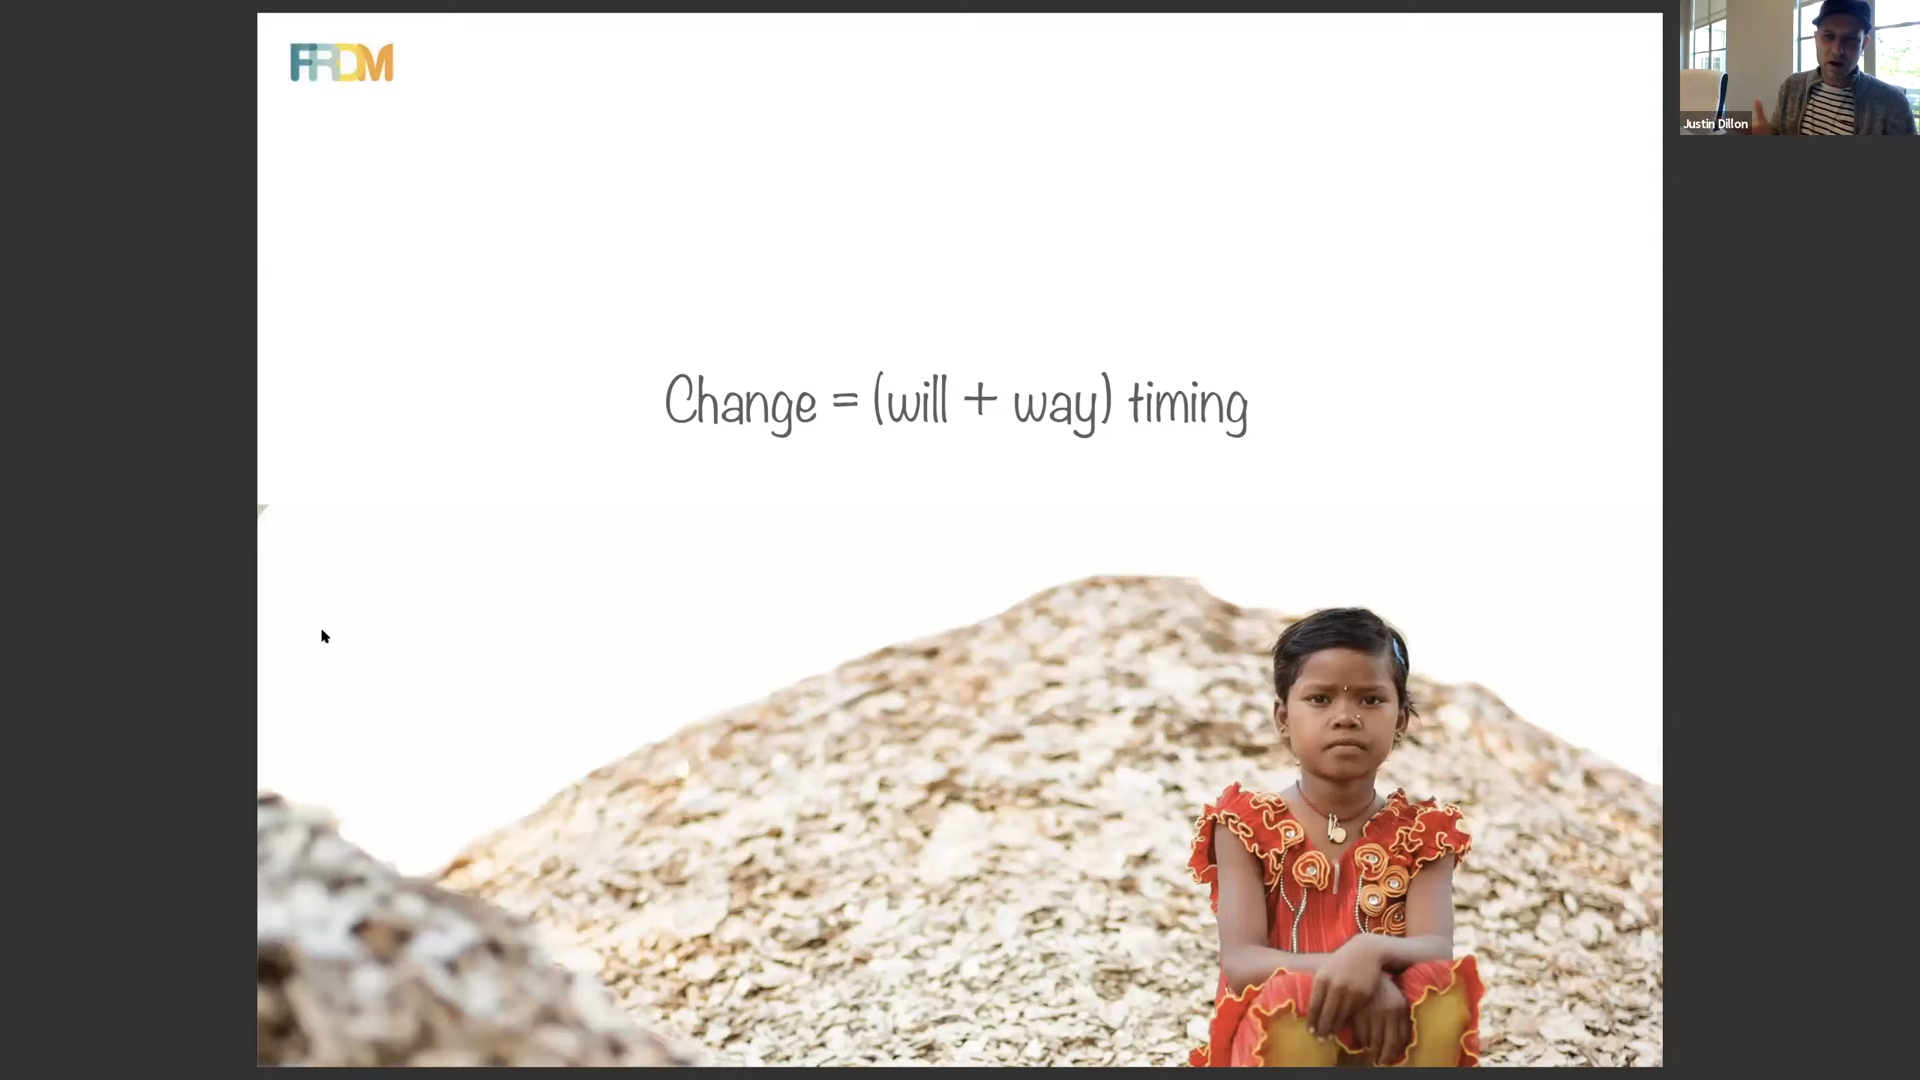 FRDM
Justin Dillon
Change = (will + way) timing